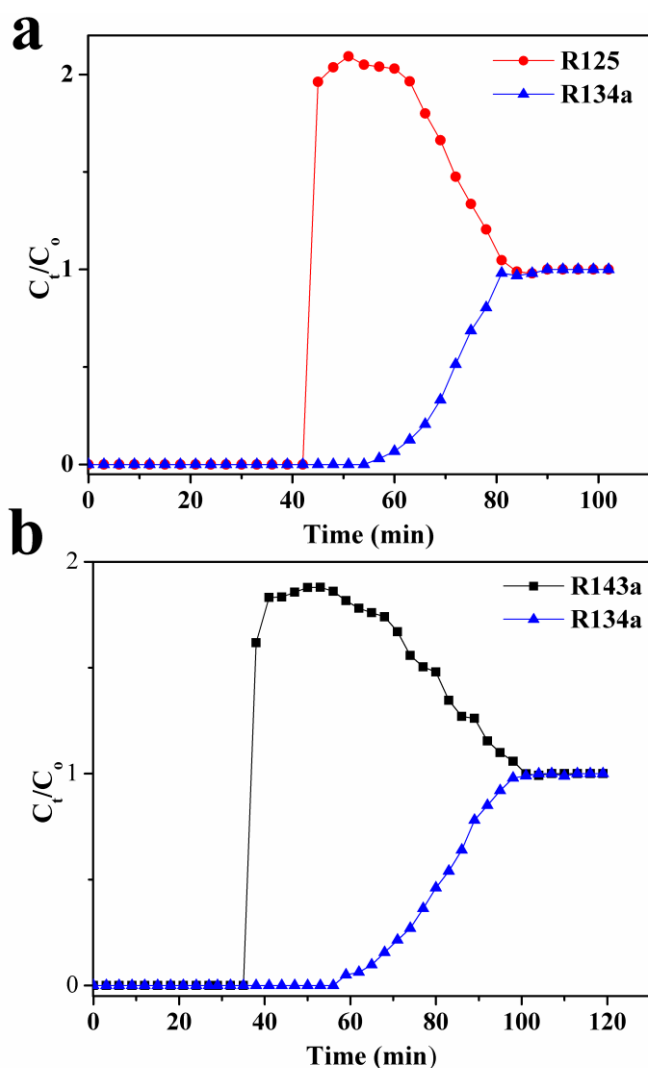 a
R125
R134a
2
1
0
C_t/C_o
0 20 40 60 80 100
Time (min)
b
R143a
R134a
2
1
0
C_t/C_o
0 20 40 60 80 100 120
Time (min)